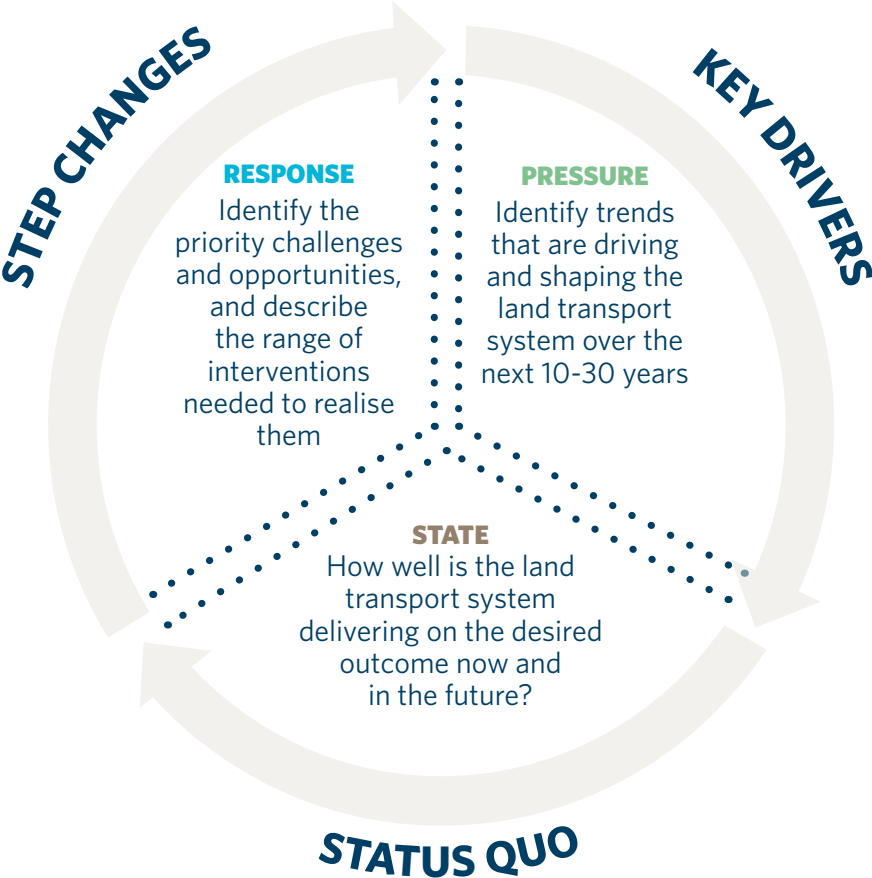 STEP CHANGES
KEY DRIVERS
RESPONSE
Identify the
priority challenges
and opportunities,
and describe
the range of
interventions
needed to realise
them
PRESSURE
Identify trends
that are driving
and shaping the
land transport
system over the
next 10-30 years
STATE
How well is the land
transport system
delivering on the desired
outcome now and
in the future?
STATUS QUO